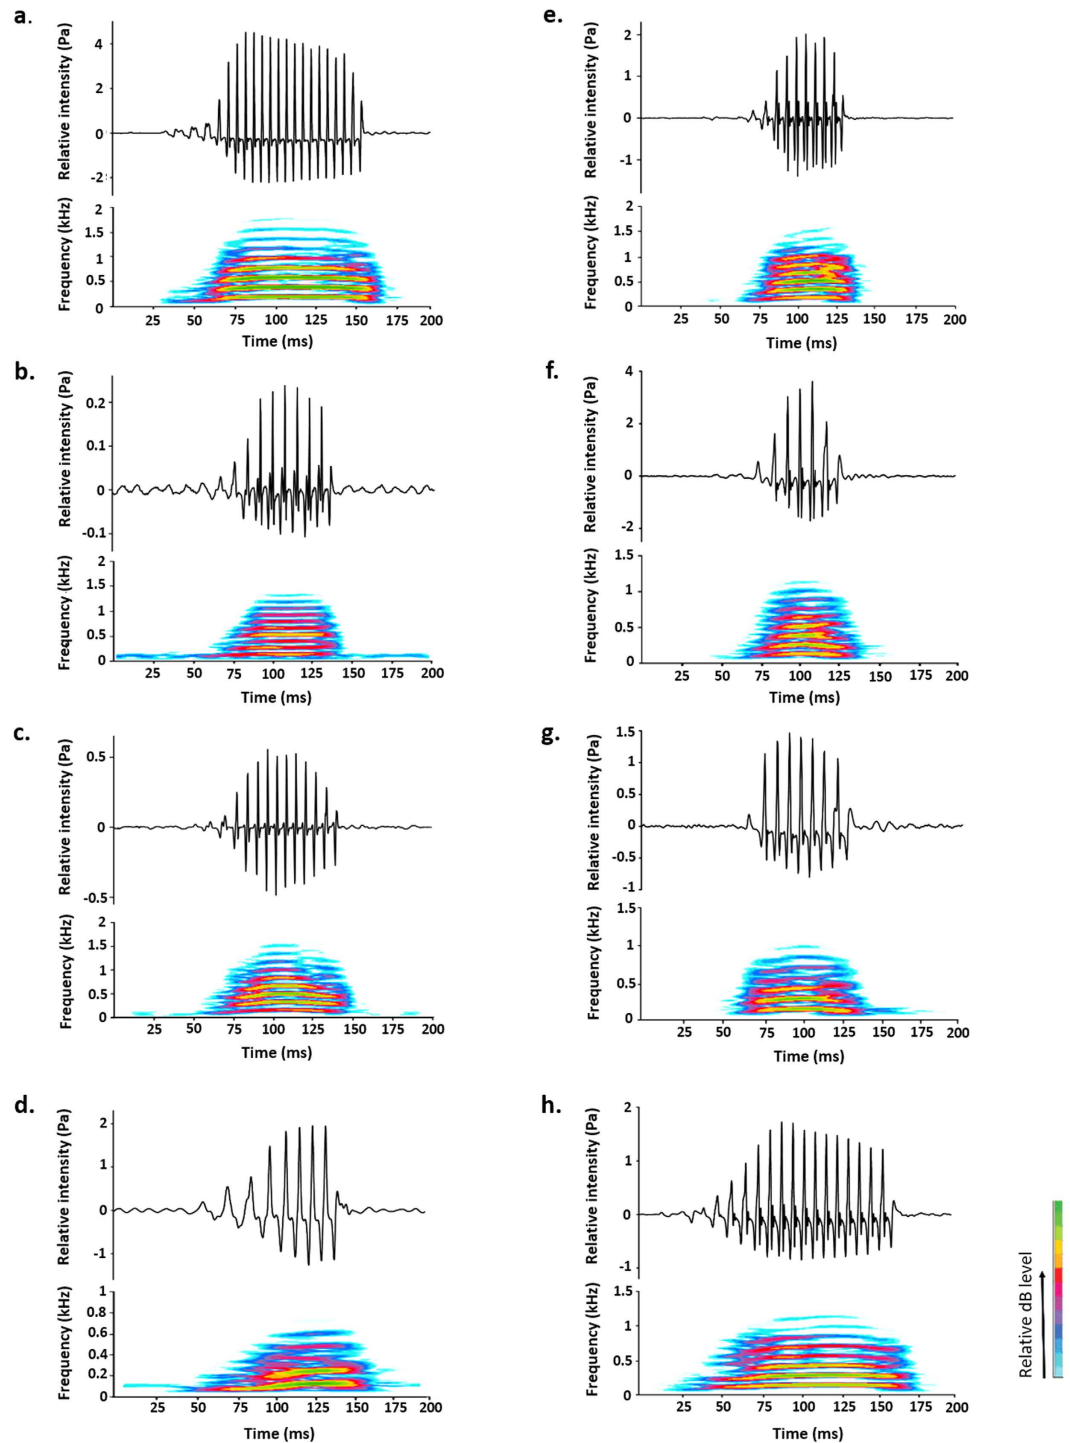 a.
Relative intensity (Pa)
4
2
0
-2
Frequency (kHz)
2
1.5
1
0.5
0
25 50 75 100 125 150 175 200
Time (ms)
b.
Relative intensity (Pa)
0.2
0.1
0
-0.1
Frequency (kHz)
2
1.5
1
0.5
0
25 50 75 100 125 150 175 200
Time (ms)
c.
Relative intensity (Pa)
0.5
0
-0.5
Frequency (kHz)
2
1.5
1
0.5
0
25 50 75 100 125 150 175 200
Time (ms)
d.
Relative intensity (Pa)
2
1
0
-1
Frequency (kHz)
1
0.8
0.6
0.4
0.2
0
25 50 75 100 125 150 175 200
Time (ms)
e.
Relative intensity (Pa)
2
1
0
-1
Frequency (kHz)
2
1.5
1
0.5
0
25 50 75 100 125 150 175 200
Time (ms)
f.
Relative intensity (Pa)
4
2
0
-2
Frequency (kHz)
1.5
1
0.5
0
25 50 75 100 125 150 175 200
Time (ms)
g.
Relative intensity (Pa)
1.5
1
0.5
0
-0.5
-1
Frequency (kHz)
1.5
1
0.5
0
25 50 75 100 125 150 175 200
Time (ms)
h.
Relative intensity (Pa)
2
1
0
-1
Frequency (kHz)
1.5
1
0.5
0
25 50 75 100 125 150 175 200
Time (ms)
Relative dB level